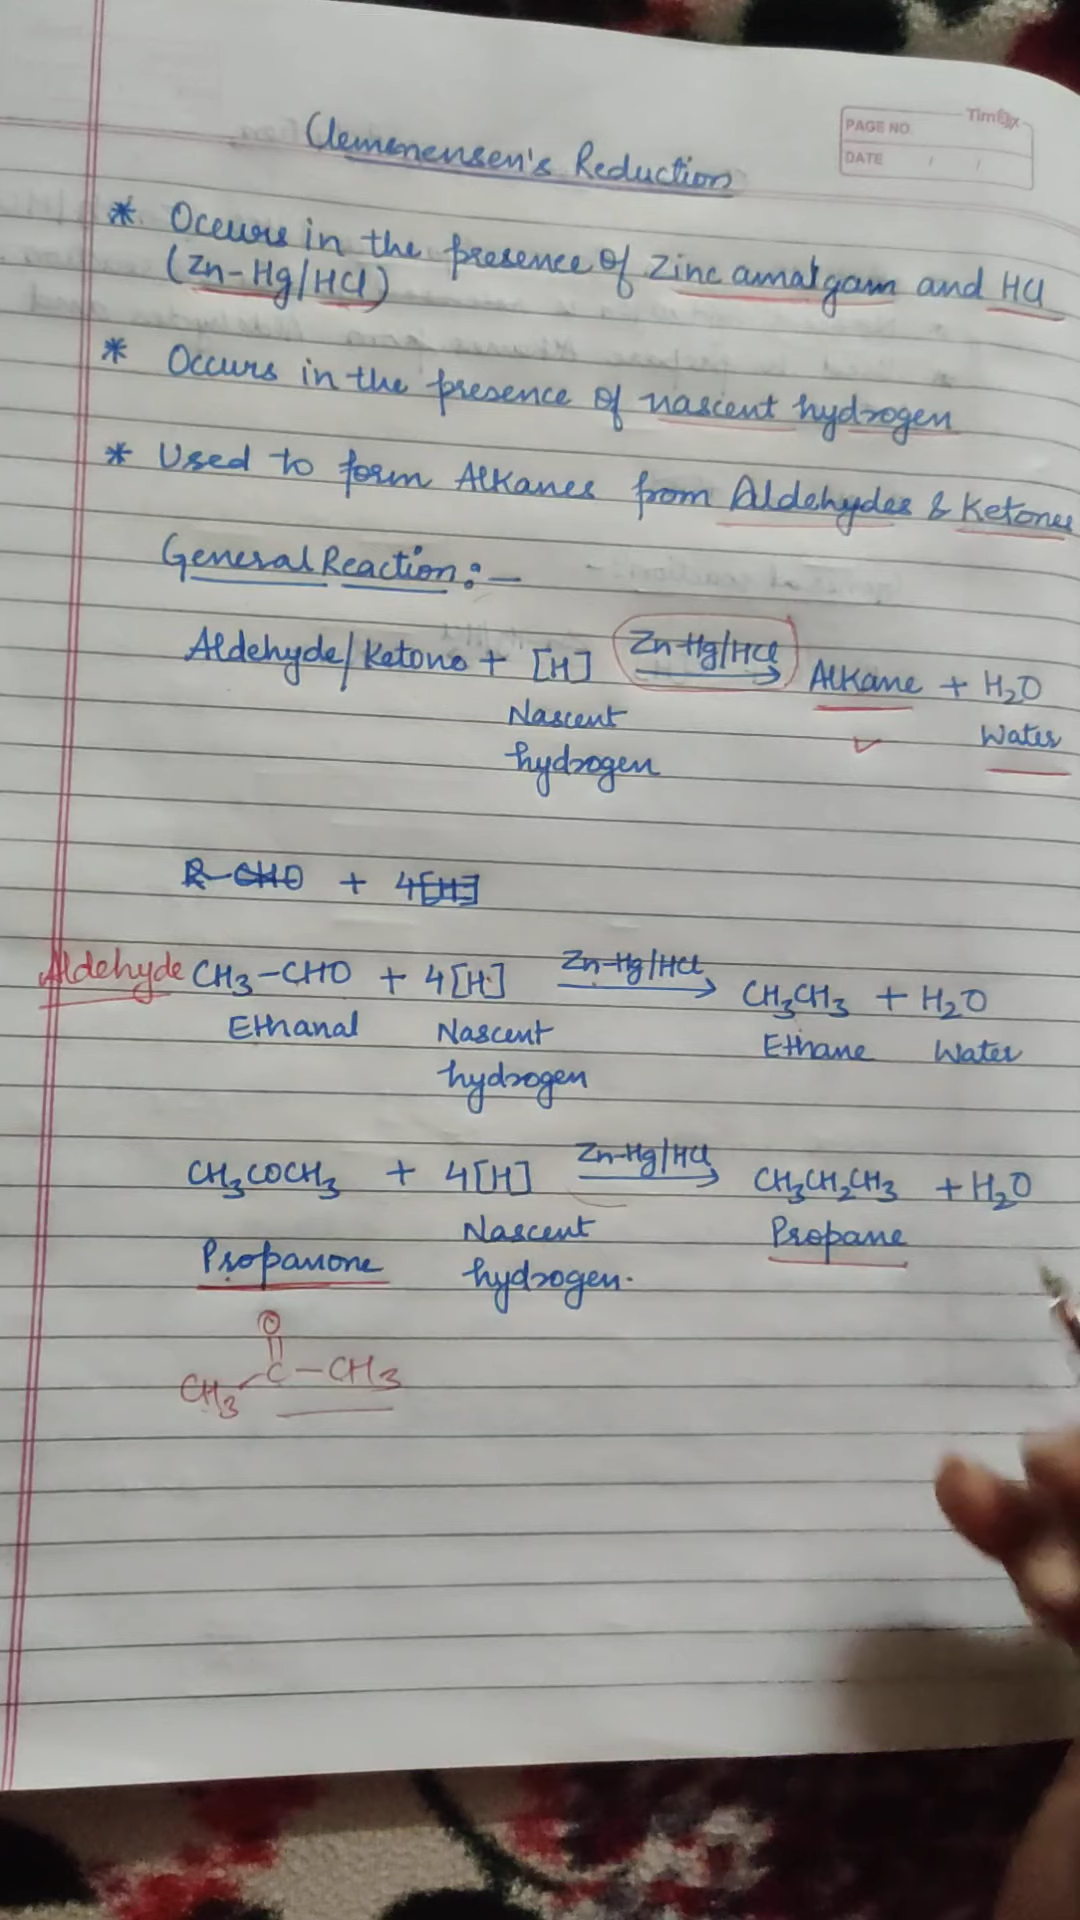 Clemenensen's Reduction
Timex
PAGE NO.
DATE / /
* Occurs in the presence of Zinc amalgam and HCl
(Zn-Hg/HCl)
* Occurs in the presence of nascent hydrogen
* Used to form Alkanes from Aldehydes & Ketones
General Reaction :-
Aldehyde/Ketone + [H] Zn-Hg/HCl → Alkane + H₂O
Nascent Water
hydrogen
R-CHO + 4[H]
Aldehyde CH₃-CHO + 4[H] Zn-Hg/HCl → CH₃CH₃ + H₂O
Ethanal Nascent Ethane Water
hydrogen
CH₃COCH₃ + 4[H] Zn-Hg/HCl → CH₃CH₂CH₃ + H₂O
Propanone Nascent Propane
hydrogen.
O
CH₃ C-CH₃